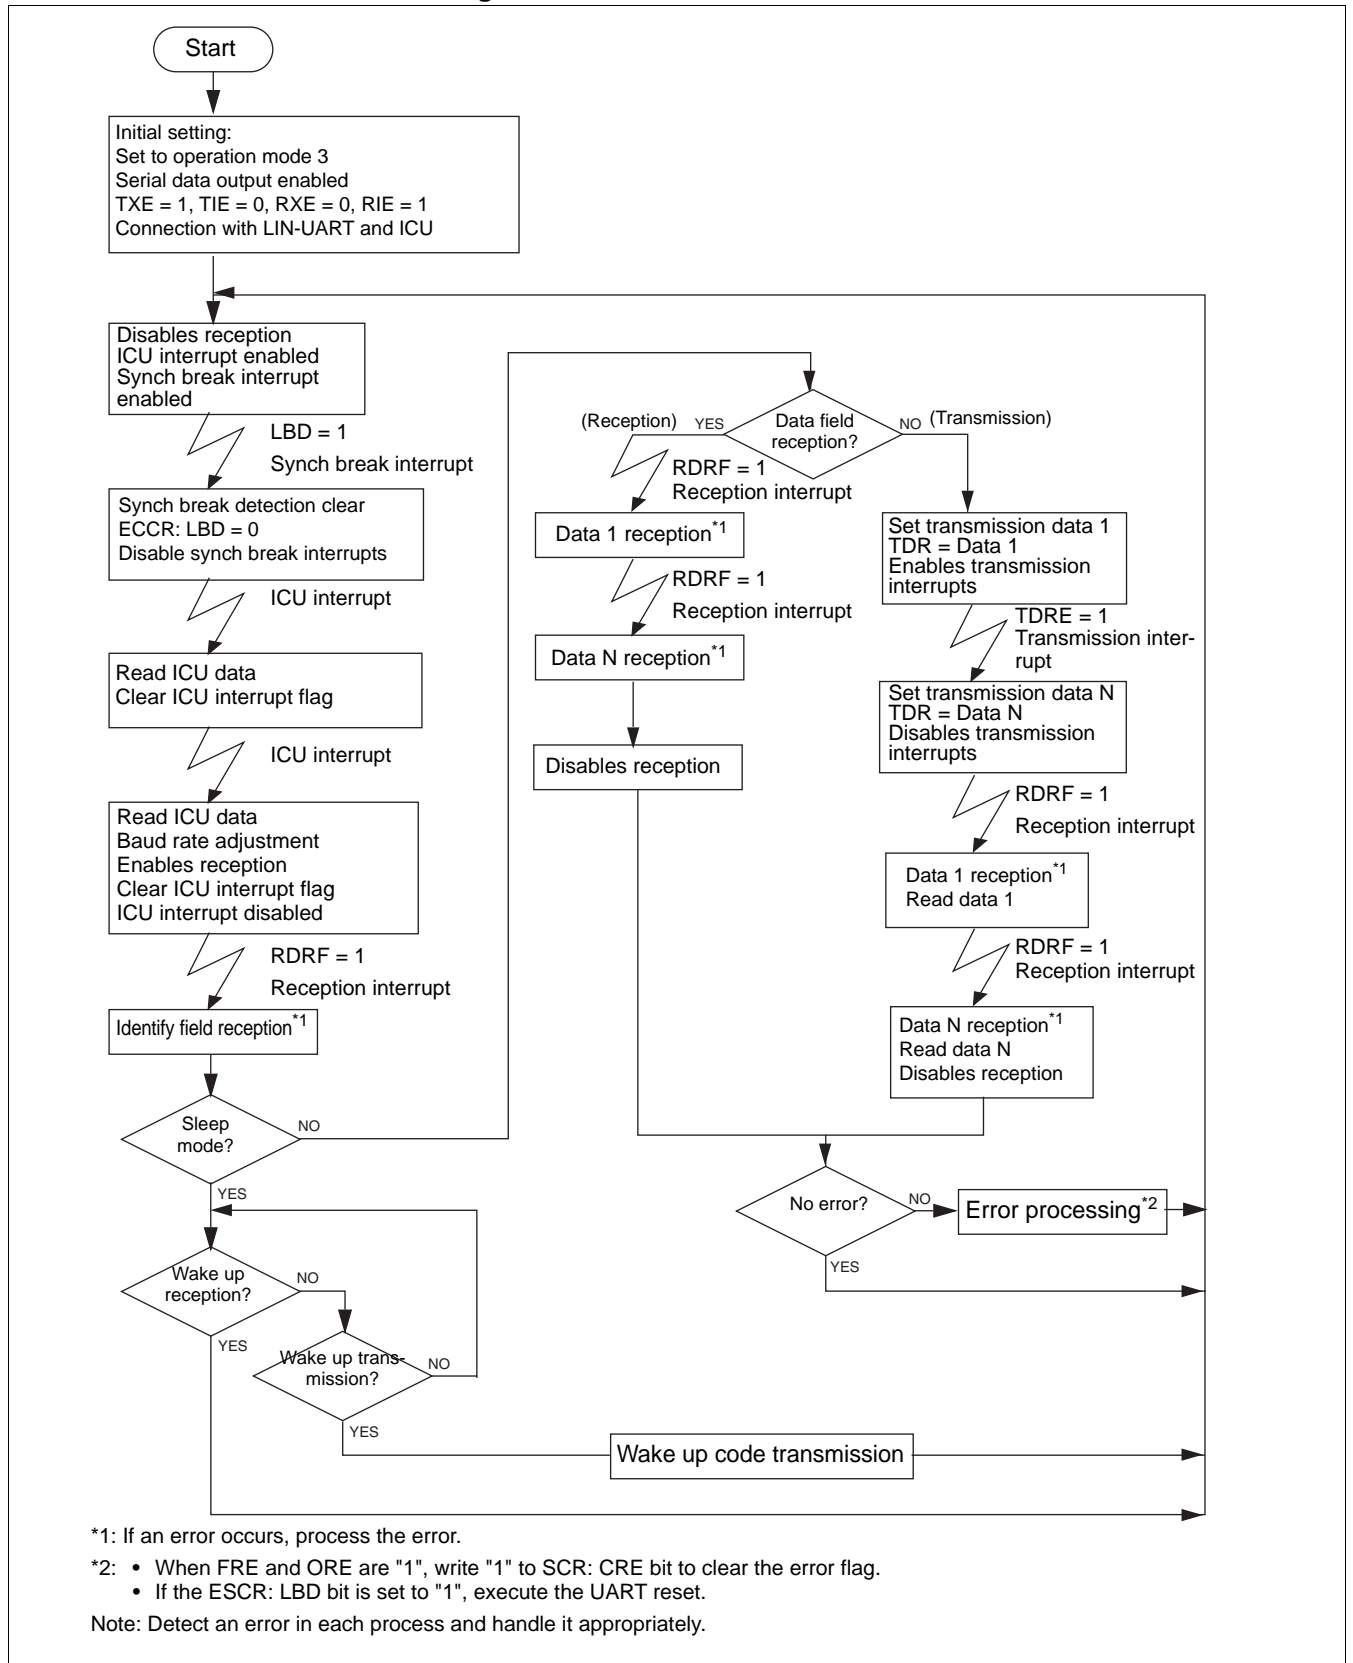 Start
Initial setting:
Set to operation mode 3
Serial data output enabled
TXE = 1, TIE = 0, RXE = 0, RIE = 1
Connection with LIN-UART and ICU
Disables reception
ICU interrupt enabled
Synch break interrupt
enabled
LBD = 1
Synch break interrupt
Synch break detection clear
ECCR: LBD = 0
Disable synch break interrupts
ICU interrupt
Read ICU data
Clear ICU interrupt flag
ICU interrupt
Read ICU data
Baud rate adjustment
Enables reception
Clear ICU interrupt flag
ICU interrupt disabled
RDRF = 1
Reception interrupt
Identify field reception*1
Sleep
mode?
NO
YES
Wake up
reception?
NO
YES
Wake up trans-
mission?
NO
YES
Wake up code transmission
Data field
reception?
(Reception) YES
NO (Transmission)
RDRF = 1
Reception interrupt
Data 1 reception*1
RDRF = 1
Reception interrupt
Data N reception*1
Disables reception
Set transmission data 1
TDR = Data 1
Enables transmission
interrupts
TDRE = 1
Transmission inter-
rupt
Set transmission data N
TDR = Data N
Disables transmission
interrupts
RDRF = 1
Reception interrupt
Data 1 reception*1
Read data 1
RDRF = 1
Reception interrupt
Data N reception*1
Read data N
Disables reception
No error?
NO
Error processing*2
YES
*1: If an error occurs, process the error.
*2: • When FRE and ORE are "1", write "1" to SCR: CRE bit to clear the error flag.
• If the ESCR: LBD bit is set to "1", execute the UART reset.
Note: Detect an error in each process and handle it appropriately.